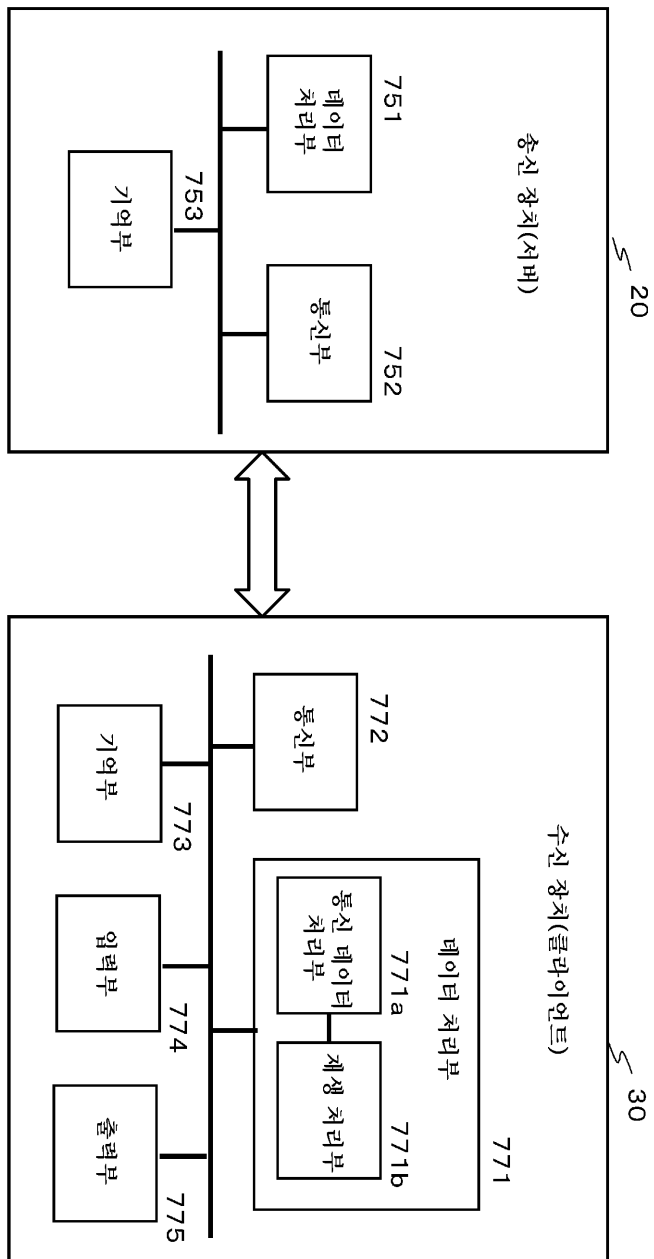 송신 장치(서버)
20
751
데이터
처리부
752
통신부
753
기억부
수신 장치(클라이언트)
30
772
통신부
데이터 처리부
771
771a
통신 데이터
처리부
771b
재생 처리부
기억부
773
입력부
774
출력부
775